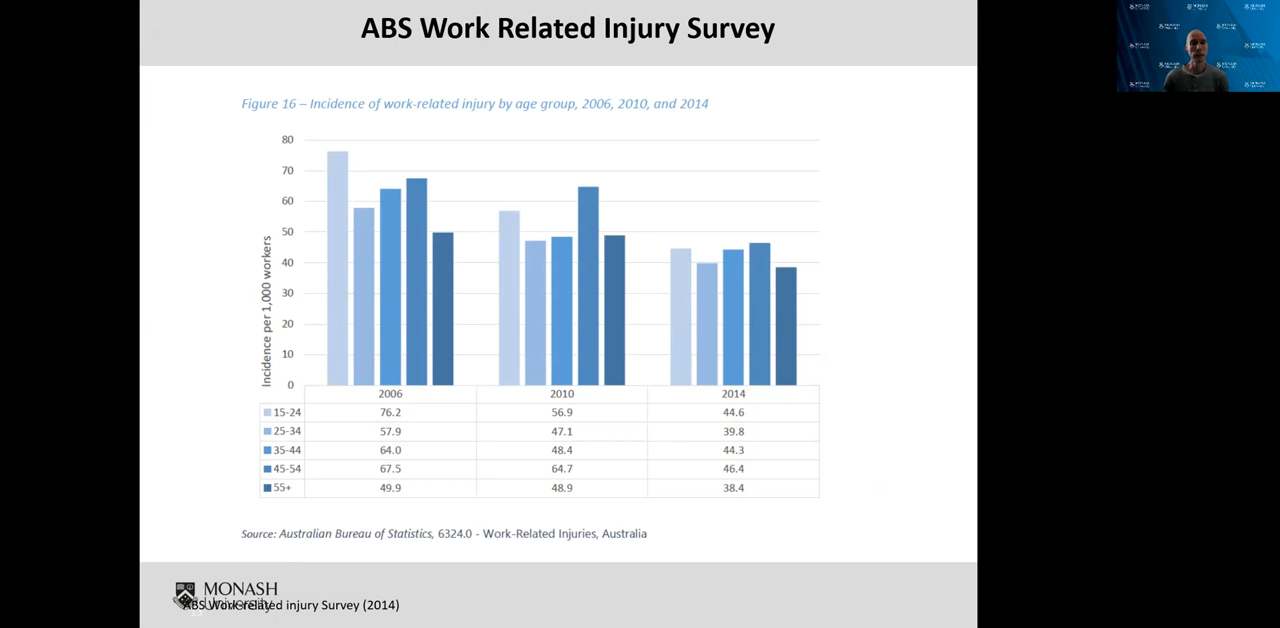 ABS Work Related Injury Survey
Figure 16 – Incidence of work-related injury by age group, 2006, 2010, and 2014
Incidence per 1,000 workers
80
70
60
50
40
30
20
10
0
2006 2010 2014
15-24 76.2 56.9 44.6
25-34 57.9 47.1 39.8
35-44 64.0 48.4 44.3
45-54 67.5 64.7 46.4
55+ 49.9 48.9 38.4
Source: Australian Bureau of Statistics, 6324.0 - Work-Related Injuries, Australia
MONASH
University
ABS Work-related injury Survey (2014)